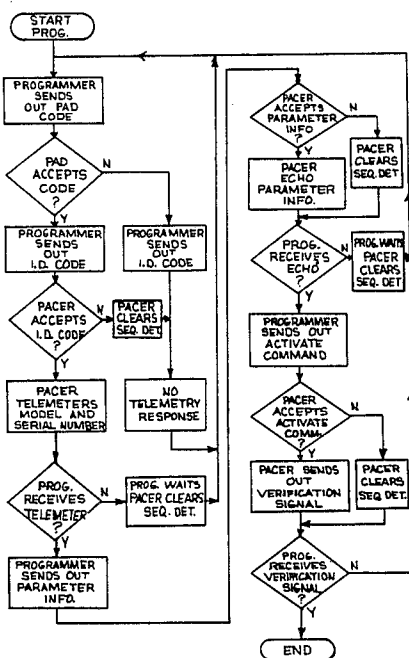 START
PROG.
PROGRAMMER
SENDS
OUT PAD
CODE
PAD
ACCEPTS
CODE
?
N
Y
PROGRAMMER
SENDS
OUT
I.D. CODE
PROGRAMMER
SENDS
OUT
I.D. CODE
PACER
ACCEPTS
I.D. CODE
?
N
Y
PACER
CLEARS
SEQ. DET.
PACER
TELEMETERS
MODEL AND
SERIAL NUMBER
NO
TELEMETRY
RESPONSE
PROG.
RECEIVES
TELEMETER
?
N
Y
PROG. WAITS
PACER CLEARS
SEQ. DET.
PROGRAMMER
SENDS OUT
PARAMETER
INFO.
PACER
ACCEPTS
PARAMETER
INFO
?
N
Y
PACER
CLEARS
SEQ. DET.
PACER
ECHO
PARAMETER
INFO.
PROG.
RECEIVES
ECHO
?
N
Y
PROG. WAITS
PACER
CLEARS
SEQ. DET.
PROGRAMMER
SENDS OUT
ACTIVATE
COMMAND
PACER
ACCEPTS
ACTIVATE
COMM.
?
N
Y
PACER SENDS
OUT
VERIFICATION
SIGNAL
PACER
CLEARS
SEQ. DET.
PROG.
RECEIVES
VERIFICATION
SIGNAL
?
N
Y
END